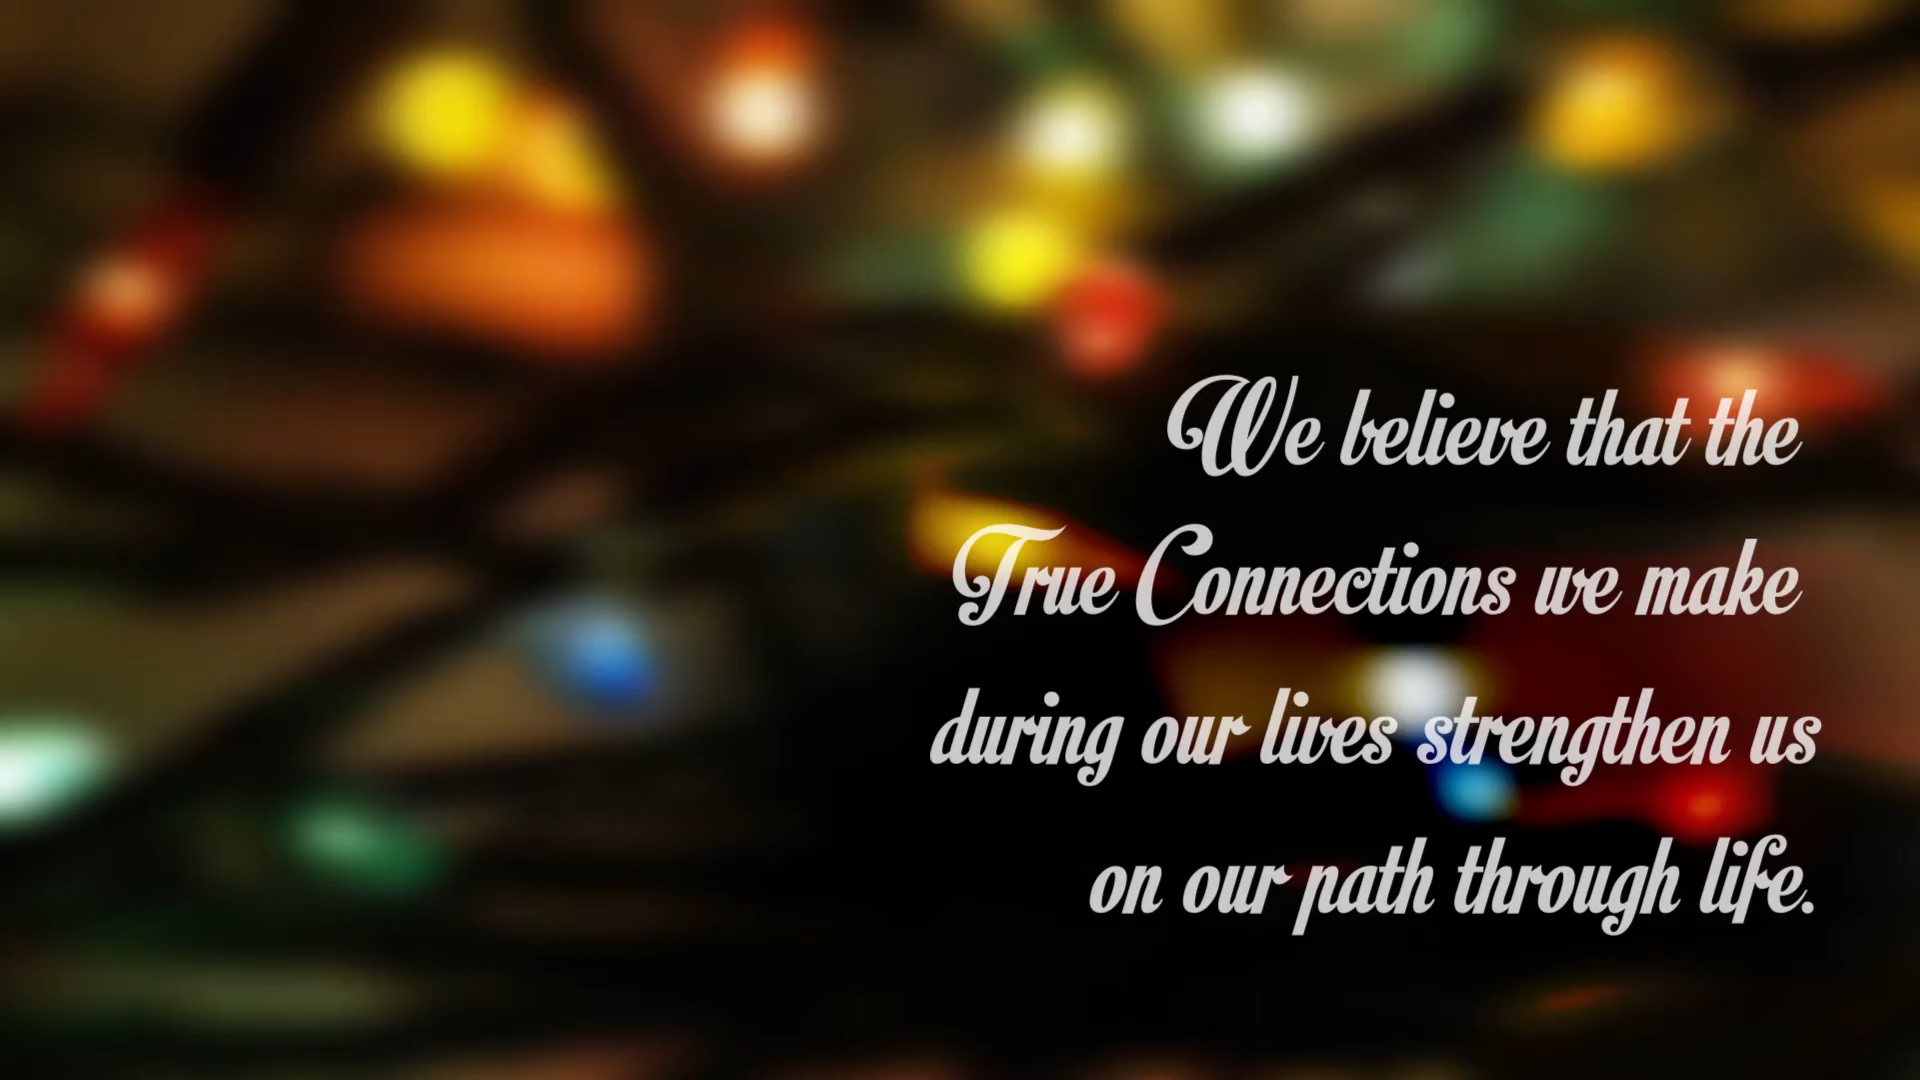 We believe that the
True Connections we make
during our lives strengthen us
on our path through life.